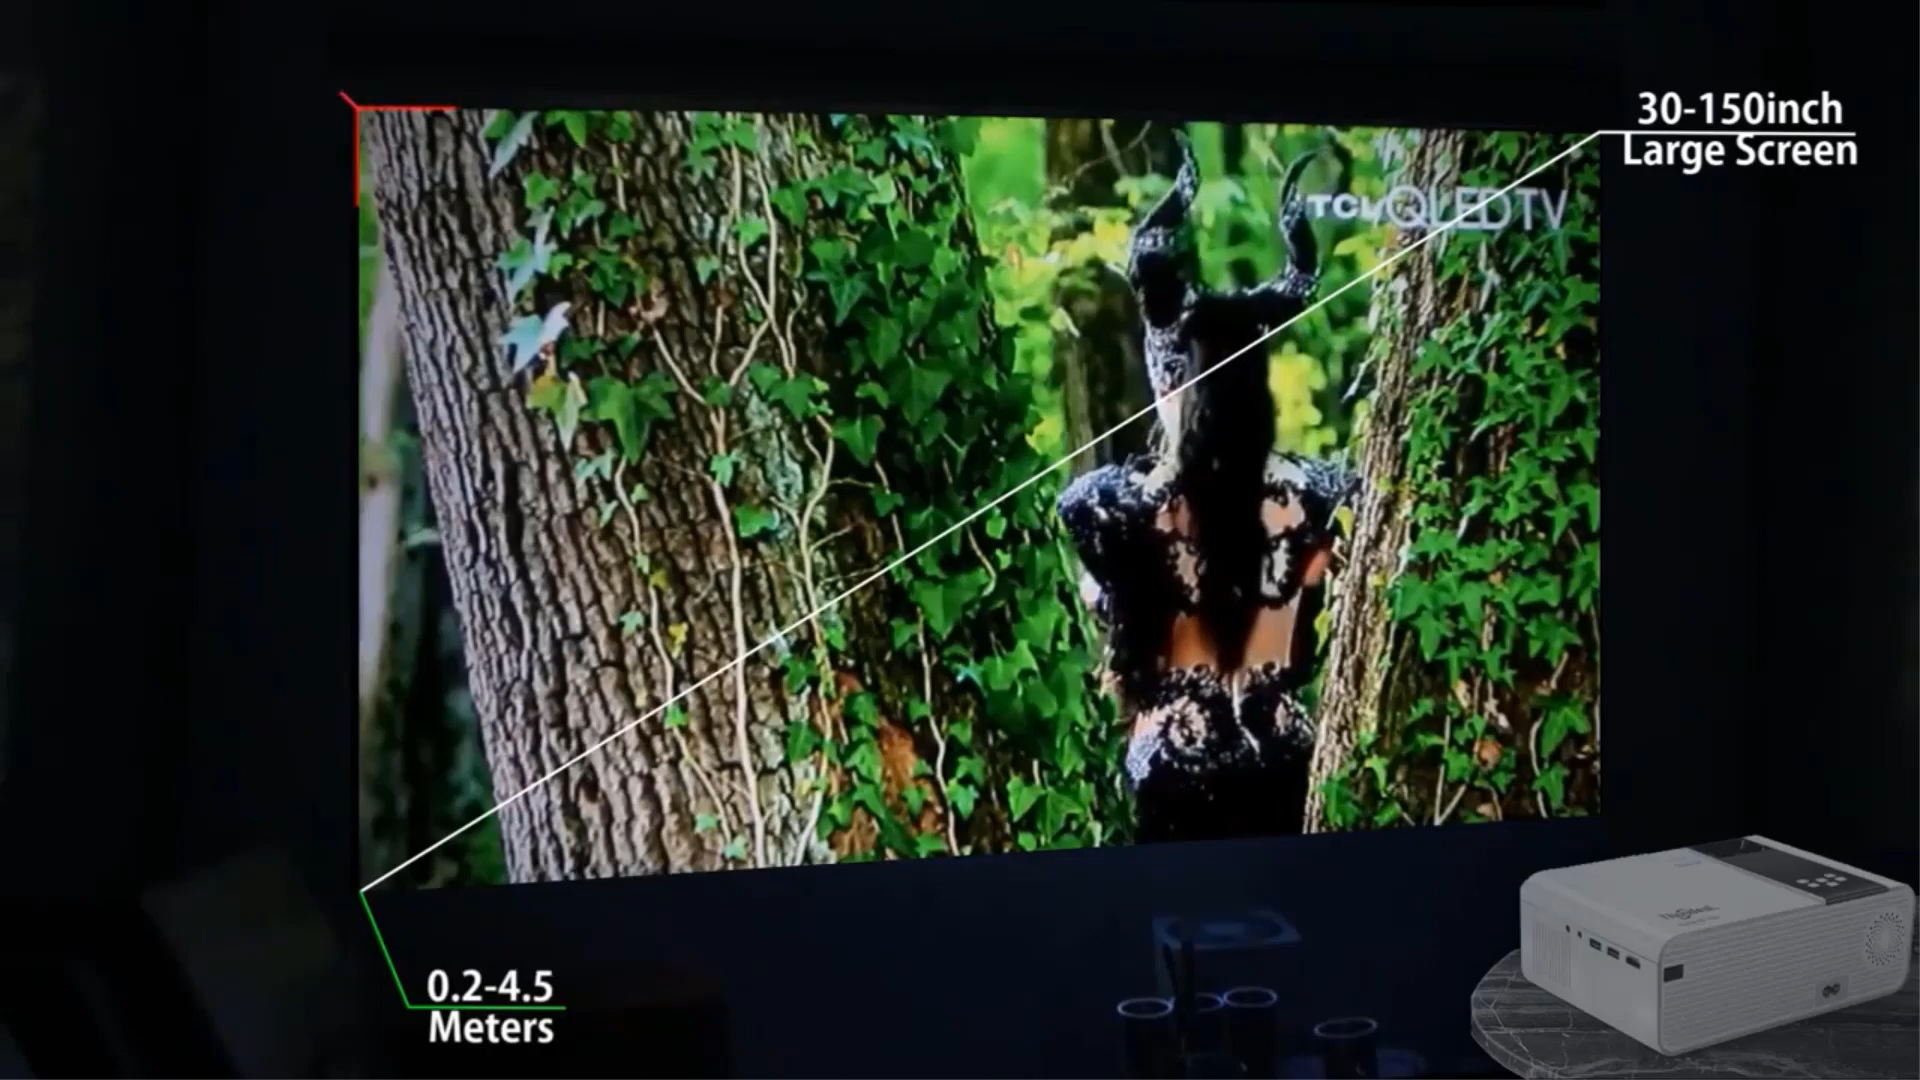 30-150inch
Large Screen
TCL QLED TV
0.2-4.5
Meters